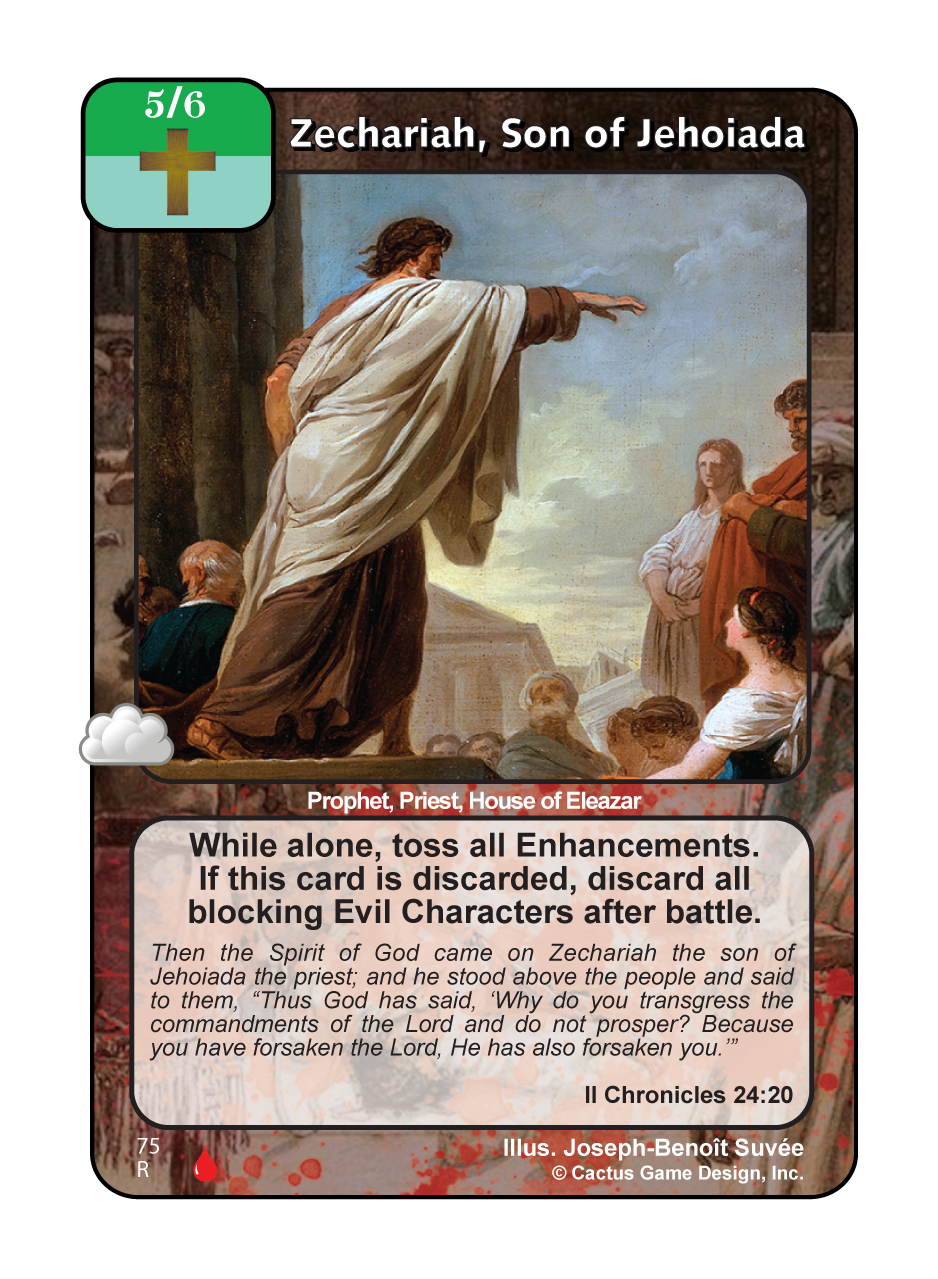 5/6
Zechariah, Son of Jehoiada
Prophet, Priest, House of Eleazar
While alone, toss all Enhancements.
If this card is discarded, discard all
blocking Evil Characters after battle.
Then the Spirit of God came on Zechariah the son of
Jehoiada the priest; and he stood above the people and said
to them, “Thus God has said, ‘Why do you transgress the
commandments of the Lord and do not prosper? Because
you have forsaken the Lord, He has also forsaken you.’”
II Chronicles 24:20
75
R
Illus. Joseph-Benoît Suvée
© Cactus Game Design, Inc.